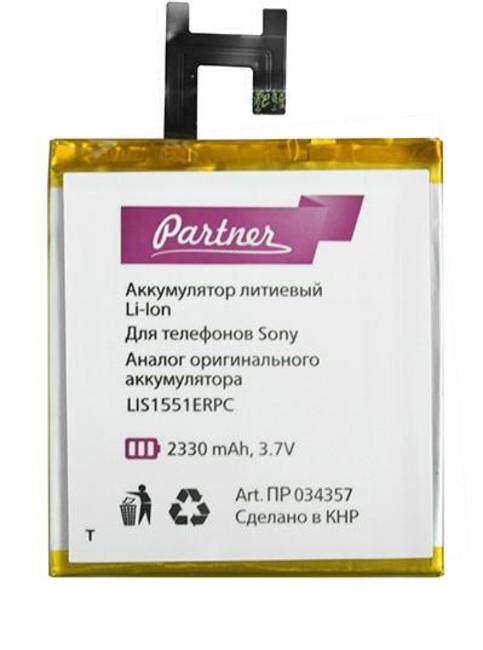 Partner
Аккумулятор литиевый
Li-Ion
Для телефонов Sony
Аналог оригинального
аккумулятора
LIS1551ERPC
2330 mAh, 3.7V
Art. ПР 034357
Сделано в КНР
T